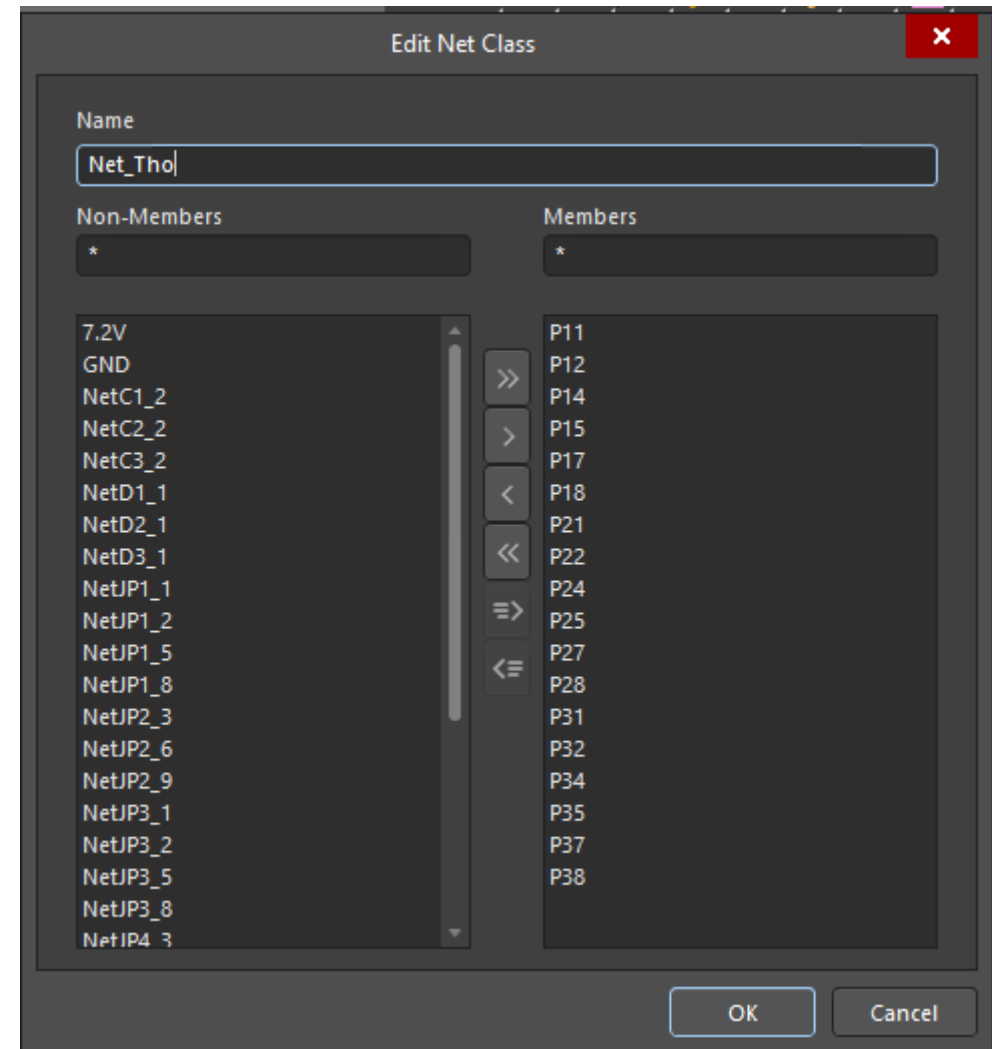 Edit Net Class
Name
Net_Tho
Non-Members
*
7.2V
GND
NetC1_2
NetC2_2
NetC3_2
NetD1_1
NetD2_1
NetD3_1
NetJP1_1
NetJP1_2
NetJP1_5
NetJP1_8
NetJP2_3
NetJP2_6
NetJP2_9
NetJP3_1
NetJP3_2
NetJP3_5
NetJP3_8
NetJP4_3
Members
*
P11
P12
P14
P15
P17
P18
P21
P22
P24
P25
P27
P28
P31
P32
P34
P35
P37
P38
OK
Cancel